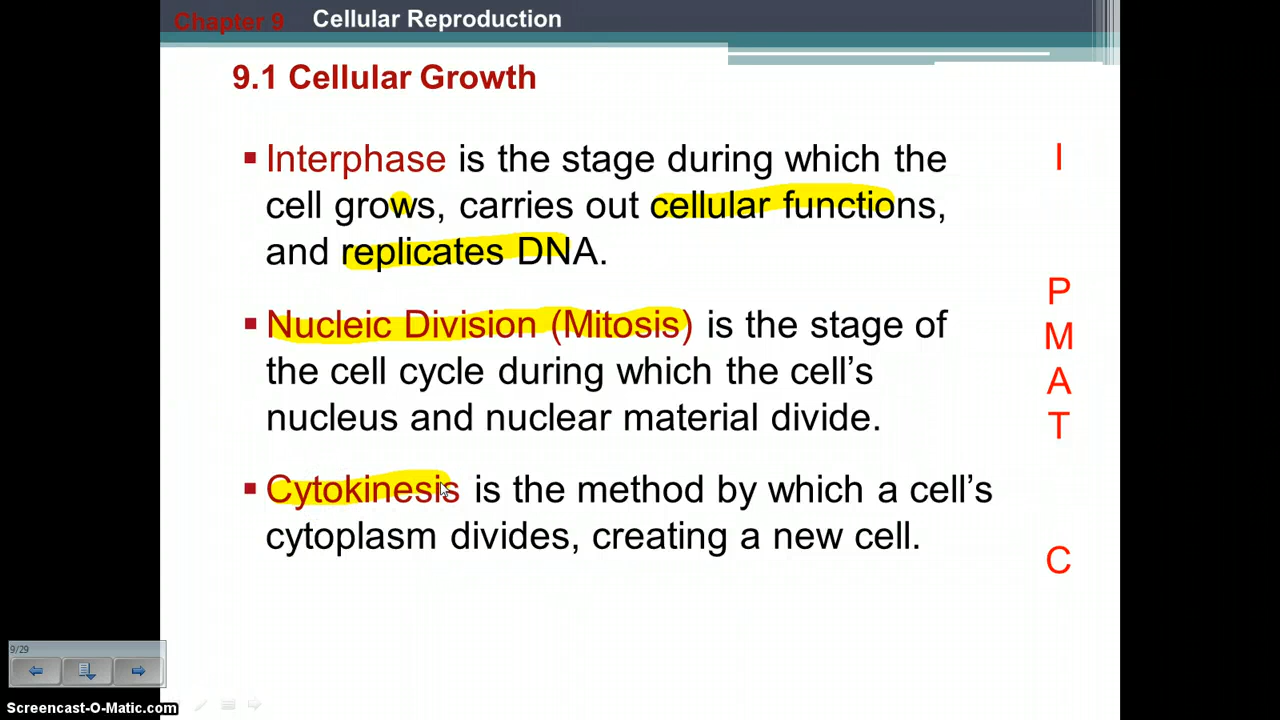 Chapter 9 Cellular Reproduction
9.1 Cellular Growth
▪ Interphase is the stage during which the
cell grows, carries out cellular functions,
and replicates DNA.
▪ Nucleic Division (Mitosis) is the stage of
the cell cycle during which the cell’s
nucleus and nuclear material divide.
▪ Cytokinesis is the method by which a cell’s
cytoplasm divides, creating a new cell.
I
P
M
A
T
C
9/29
Screencast-O-Matic.com